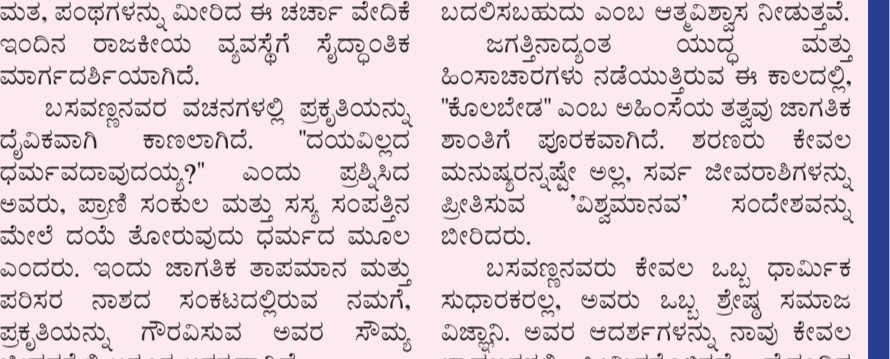 ಮತ, ಪಂಥಗಳನ್ನು ಮೀರಿದ ಈ ಚರ್ಚಾ ವೇದಿಕೆ
ಇಂದಿನ ರಾಜಕೀಯ ವ್ಯವಸ್ಥೆಗೆ ಸೈದ್ಧಾಂತಿಕ
ಮಾರ್ಗದರ್ಶಿಯಾಗಿದೆ.
ಬಸವಣ್ಣನವರ ವಚನಗಳಲ್ಲಿ ಪ್ರಕೃತಿಯನ್ನು
ದೈವಿಕವಾಗಿ ಕಾಣಲಾಗಿದೆ. "ದಯವಿಲ್ಲದ
ಧರ್ಮವದಾವುದಯ್ಯ?" ಎಂದು ಪ್ರಶ್ನಿಸಿದ
ಅವರು, ಪ್ರಾಣಿ ಸಂಕುಲ ಮತ್ತು ಸಸ್ಯ ಸಂಪತ್ತಿನ
ಮೇಲೆ ದಯೆ ತೋರುವುದು ಧರ್ಮದ ಮೂಲ
ಎಂದರು. ಇಂದು ಜಾಗತಿಕ ತಾಪಮಾನ ಮತ್ತು
ಪರಿಸರ ನಾಶದ ಸಂಕಟದಲ್ಲಿರುವ ನಮಗೆ,
ಪ್ರಕೃತಿಯನ್ನು ಗೌರವಿಸುವ ಅವರ ಸೌಮ್ಯ
ಬದಲಿಸಬಹುದು ಎಂಬ ಆತ್ಮವಿಶ್ವಾಸ ನೀಡುತ್ತವೆ.
ಜಗತ್ತಿನಾದ್ಯಂತ ಯುದ್ಧ ಮತ್ತು
ಹಿಂಸಾಚಾರಗಳು ನಡೆಯುತ್ತಿರುವ ಈ ಕಾಲದಲ್ಲಿ,
"ಕೊಲಬೇಡ" ಎಂಬ ಅಹಿಂಸೆಯ ತತ್ವವು ಜಾಗತಿಕ
ಶಾಂತಿಗೆ ಪೂರಕವಾಗಿದೆ. ಶರಣರು ಕೇವಲ
ಮನುಷ್ಯರನ್ನಷ್ಟೇ ಅಲ್ಲ, ಸರ್ವ ಜೀವರಾಶಿಗಳನ್ನು
ಪ್ರೀತಿಸುವ 'ವಿಶ್ವಮಾನವ' ಸಂದೇಶವನ್ನು
ಬೀರಿದರು.
ಬಸವಣ್ಣನವರು ಕೇವಲ ಒಬ್ಬ ಧಾರ್ಮಿಕ
ಸುಧಾರಕರಲ್ಲ, ಅವರು ಒಬ್ಬ ಶ್ರೇಷ್ಠ ಸಮಾಜ
ವಿಜ್ಞಾನಿ. ಅವರ ಆದರ್ಶಗಳನ್ನು ನಾವು ಕೇವಲ